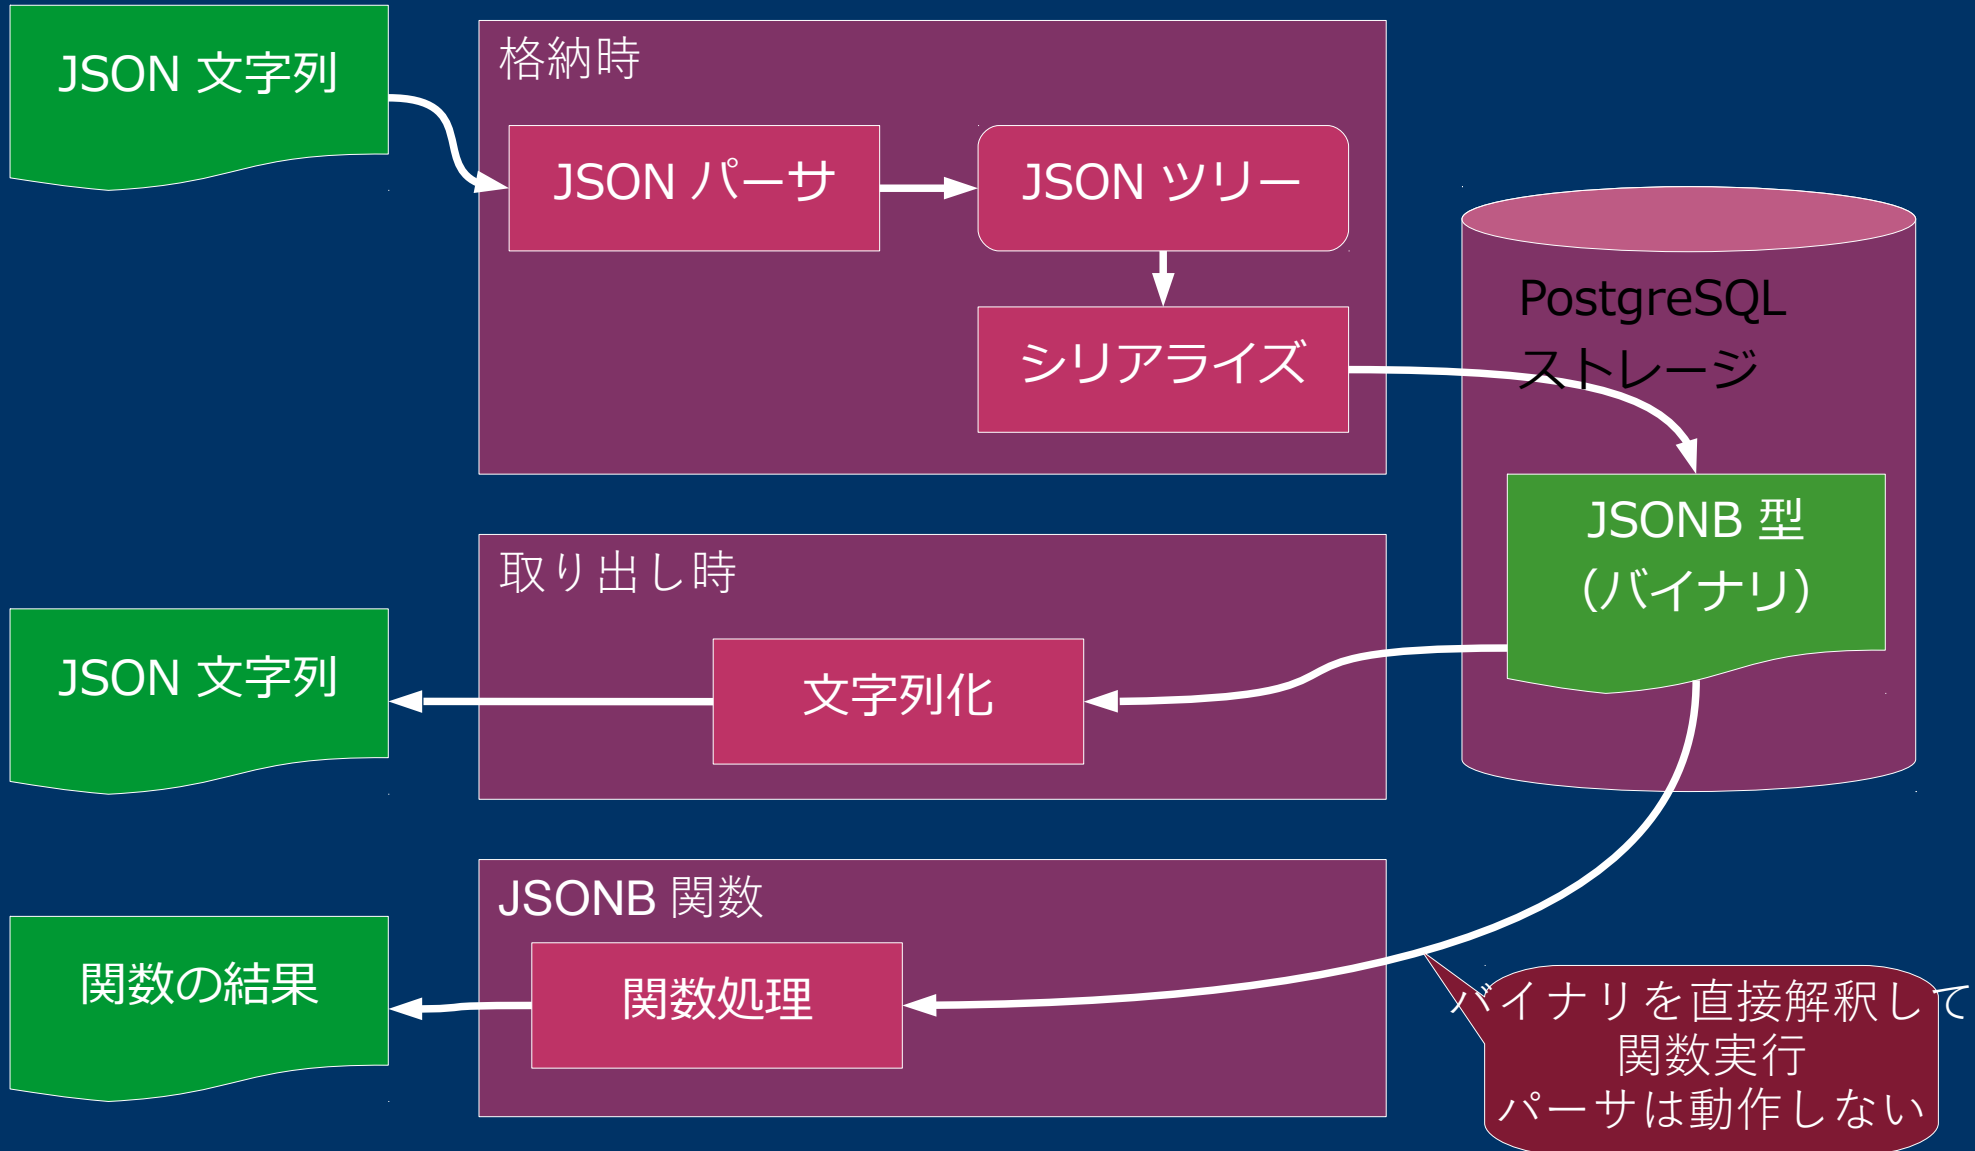 JSON 文字列
格納時
JSON パーサ
JSON ツリー
シリアライズ
PostgreSQL
ストレージ
JSONB 型
(バイナリ)
取り出し時
文字列化
JSON 文字列
JSONB 関数
関数処理
関数の結果
バイナリを直接解釈して
関数実行
パーサは動作しない